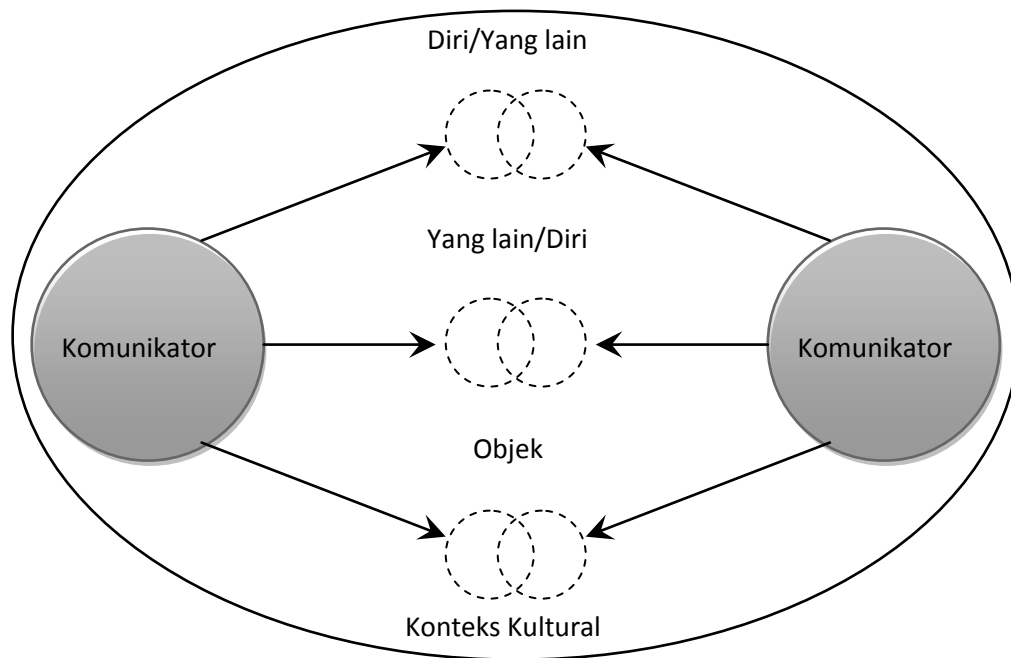 Diri/Yang lain
Yang lain/Diri
Komunikator
Komunikator
Objek
Konteks Kultural